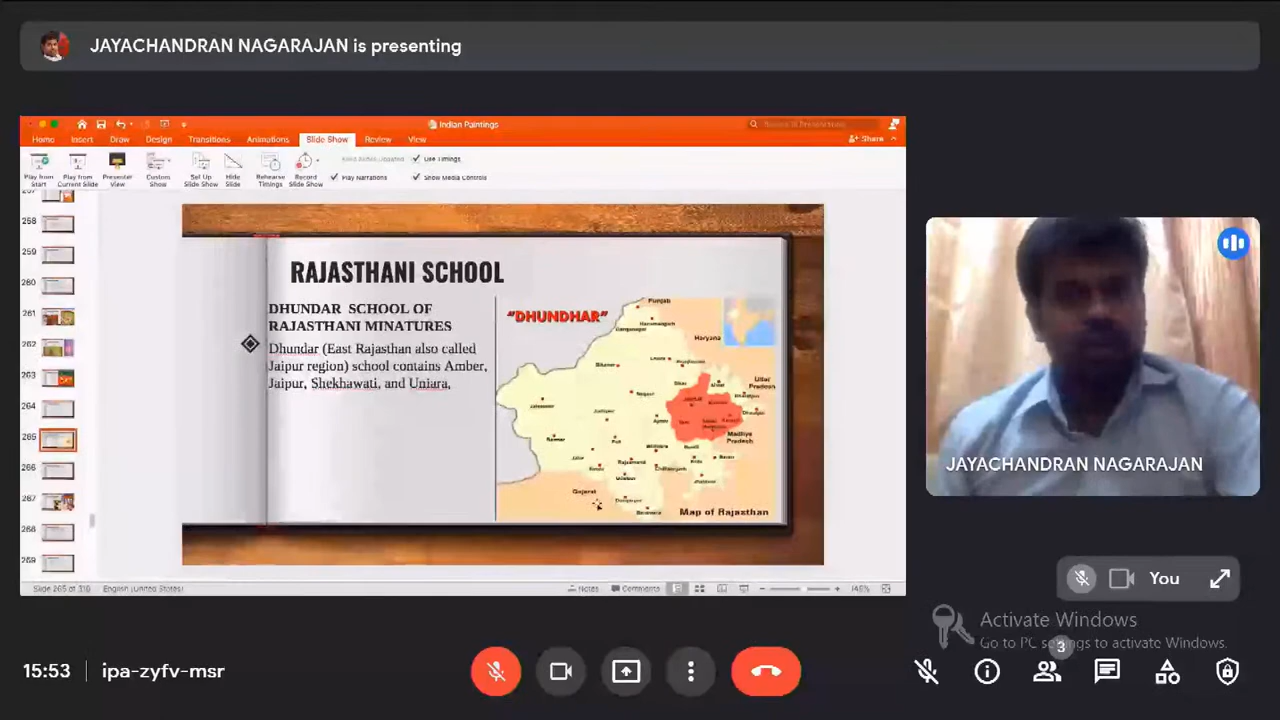 JAYACHANDRAN NAGARAJAN is presenting
Indian Paintings
Home Insert Draw Design Transitions Animations Slide Show Review View
Share
Use Timings
Play from Start
Play from Current Slide
Presenter View
Custom Show
Set Up Slide Show
Hide Slide
Rehearse Timings
Record Slide Show
Play Narrations
Show Media Controls
258
259
260
261
262
263
264
265
266
267
268
269
RAJASTHANI SCHOOL
DHUNDAR SCHOOL OF
RAJASTHANI MINATURES
Dhundar (East Rajasthan also called
Jaipur region) school contains Amber,
Jaipur, Shekhawati, and Uniara,
"DHUNDHAR"
Punjab
Haryana
Uttar
Pradesh
Madhya
Pradesh
Gujarat
Map of Rajasthan
Slide 265 of 310 English (United States)
Notes Comments 146%
JAYACHANDRAN NAGARAJAN
You
Activate Windows
Go to PC settings to activate Windows.
3
15:53 | ipa-zyfv-msr